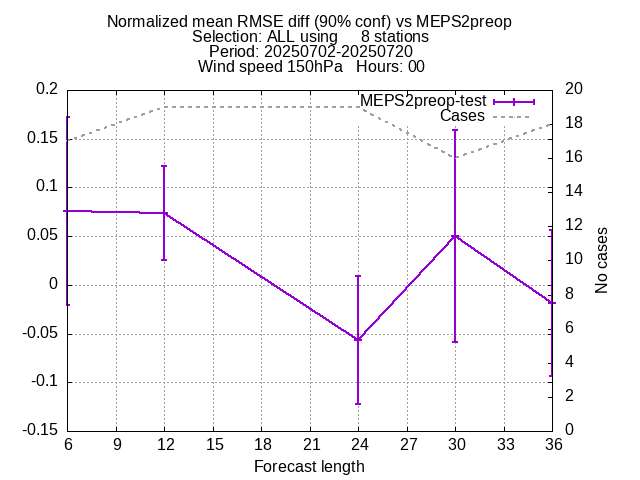 Normalized mean RMSE diff (90% conf) vs MEPS2preop
Selection: ALL using     8 stations
Period: 20250702-20250720
Wind speed 150hPa   Hours: 00
MEPS2preop-test
Cases
0.2
0.15
0.1
0.05
0
-0.05
-0.1
-0.15
20
18
16
14
12
10
8
6
4
2
0
No cases
6 9 12 15 18 21 24 27 30 33 36
Forecast length